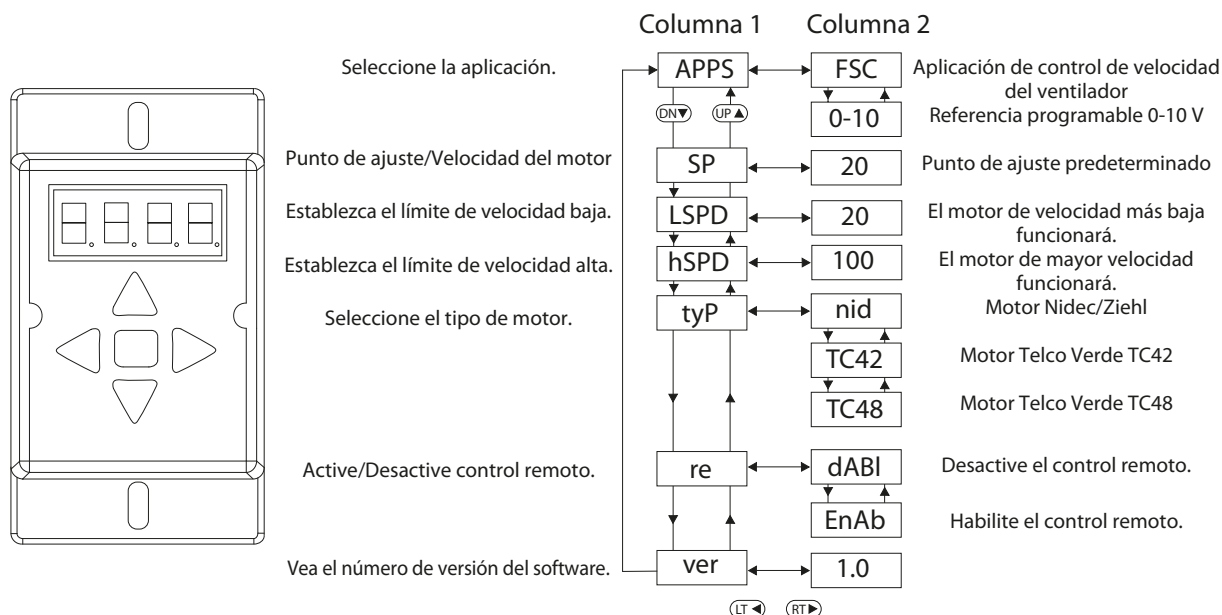 Columna 1 Columna 2
Seleccione la aplicación. APPS FSC Aplicación de control de velocidad
del ventilador
DN▼ UP▲ 0-10 Referencia programable 0-10 V
Punto de ajuste/Velocidad del motor SP 20 Punto de ajuste predeterminado
Establezca el límite de velocidad baja. LSPD 20 El motor de velocidad más baja
funcionará.
Establezca el límite de velocidad alta. hSPD 100 El motor de mayor velocidad
funcionará.
Seleccione el tipo de motor. tyP nid Motor Nidec/Ziehl
TC42 Motor Telco Verde TC42
TC48 Motor Telco Verde TC48
Active/Desactive control remoto. re dABl Desactive el control remoto.
EnAb Habilite el control remoto.
Vea el número de versión del software. ver 1.0
LT◀ RT▶